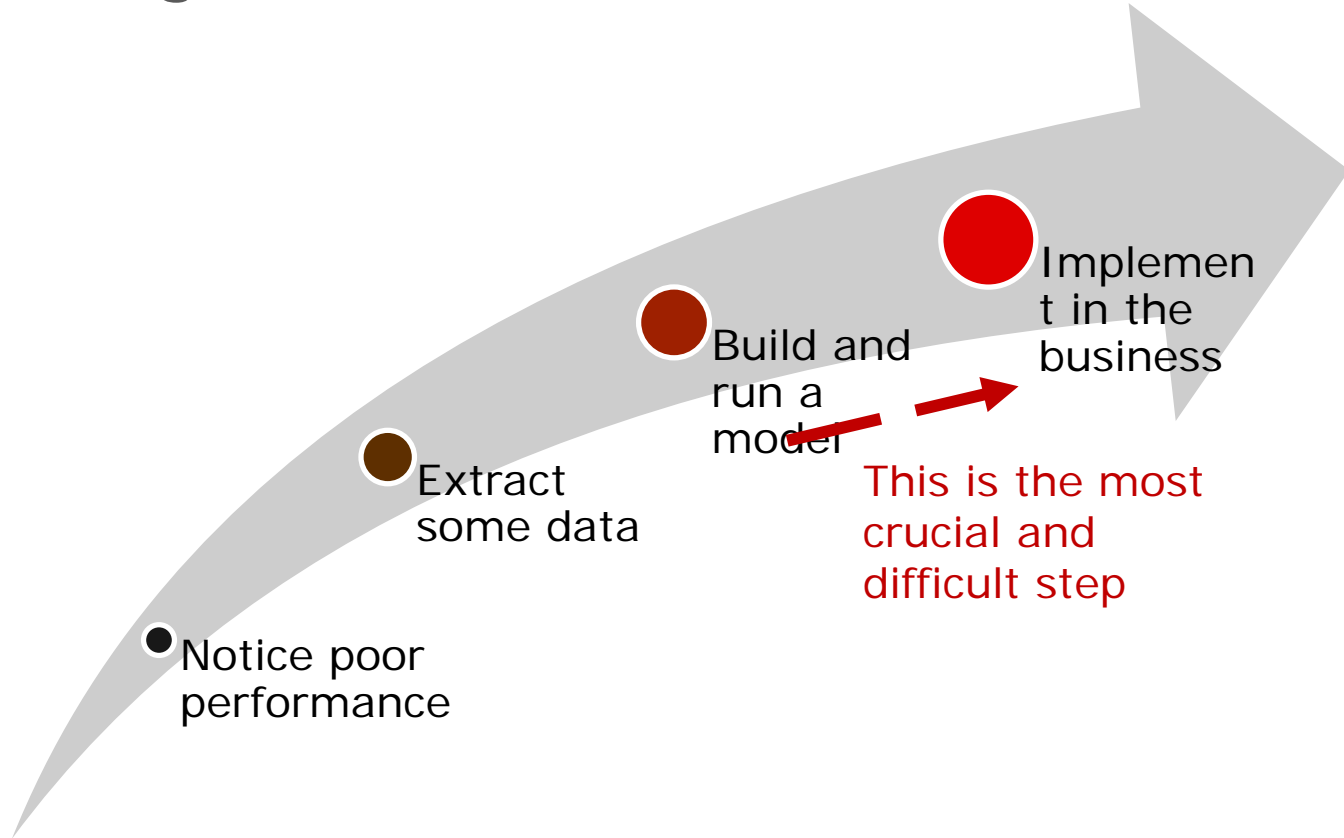 Implemen
t in the
business
Build and
run a
model
This is the most
crucial and
difficult step
Extract
some data
Notice poor
performance